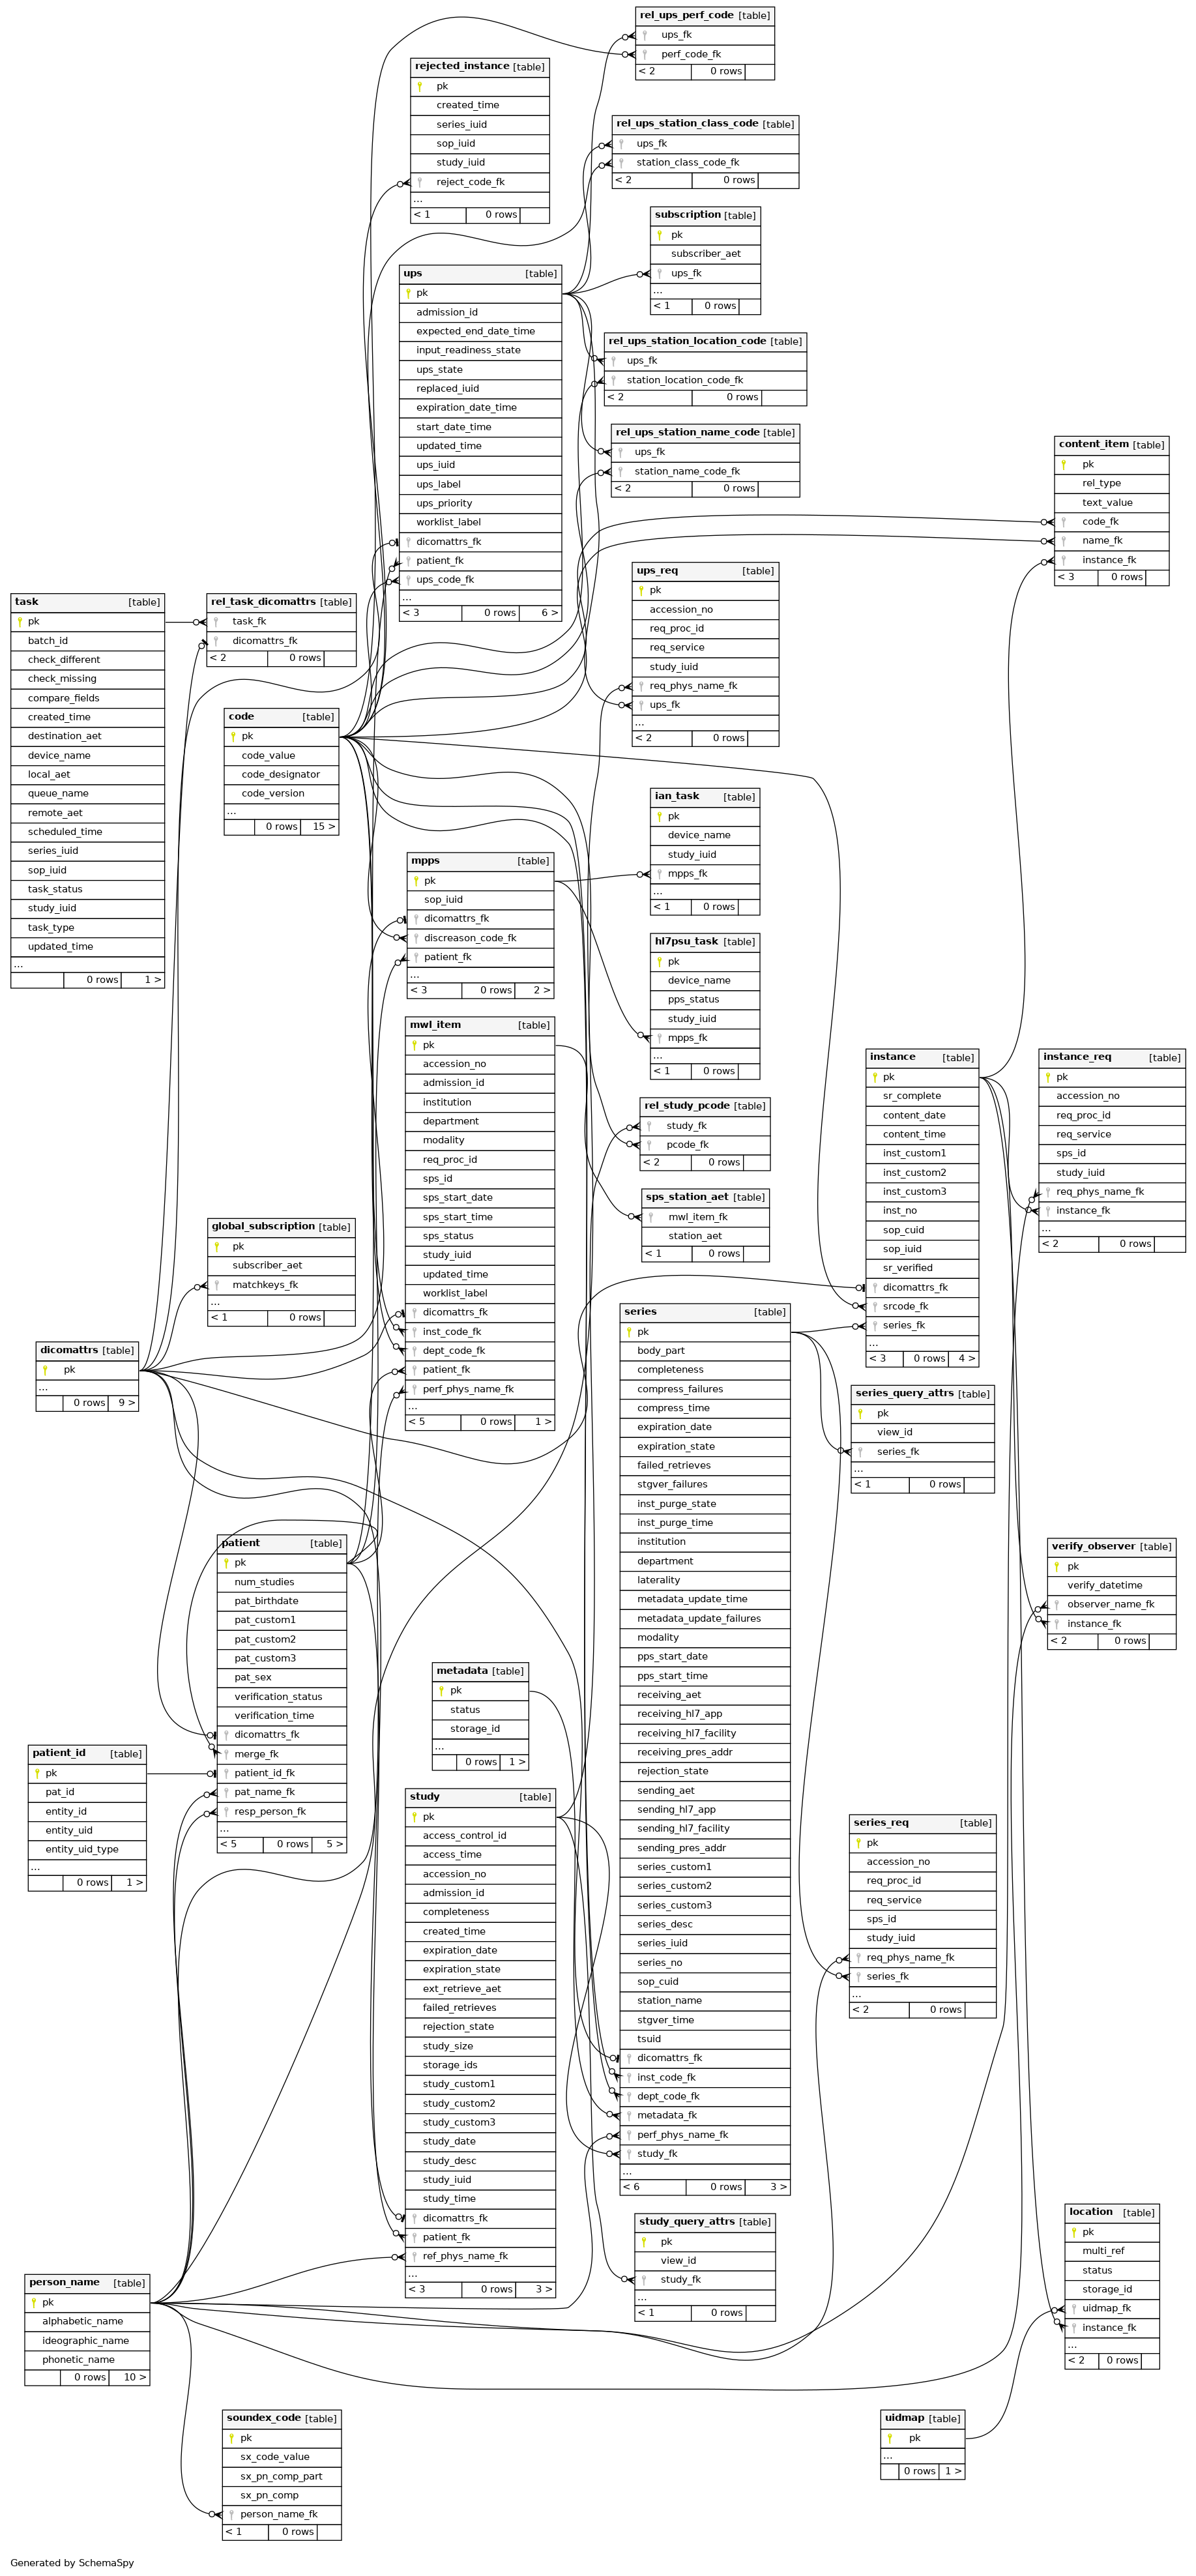 rel_ups_perf_code [table]
ups_fk
perf_code_fk
< 2 0 rows
rejected_instance [table]
pk
created_time
series_iuid
sop_iuid
study_iuid
reject_code_fk
...
< 1 0 rows
rel_ups_station_class_code [table]
ups_fk
station_class_code_fk
< 2 0 rows
subscription [table]
pk
subscriber_aet
ups_fk
...
< 1 0 rows
ups [table]
pk
admission_id
expected_end_date_time
input_readiness_state
ups_state
replaced_iuid
expiration_date_time
start_date_time
updated_time
ups_iuid
ups_label
ups_priority
worklist_label
dicomattrs_fk
patient_fk
ups_code_fk
...
< 3 0 rows 6 >
rel_ups_station_location_code [table]
ups_fk
station_location_code_fk
< 2 0 rows
rel_ups_station_name_code [table]
ups_fk
station_name_code_fk
< 2 0 rows
content_item [table]
pk
rel_type
text_value
code_fk
name_fk
instance_fk
...
< 3 0 rows
ups_req [table]
pk
accession_no
req_proc_id
req_service
study_iuid
req_phys_name_fk
ups_fk
...
< 2 0 rows
task [table]
pk
batch_id
check_different
check_missing
compare_fields
created_time
destination_aet
device_name
local_aet
queue_name
remote_aet
scheduled_time
series_iuid
sop_iuid
task_status
study_iuid
task_type
updated_time
...
0 rows 1 >
rel_task_dicomattrs [table]
task_fk
dicomattrs_fk
< 2 0 rows
code [table]
pk
code_value
code_designator
code_version
...
0 rows 15 >
ian_task [table]
pk
device_name
study_iuid
mpps_fk
...
< 1 0 rows
mpps [table]
pk
sop_iuid
dicomattrs_fk
discreason_code_fk
patient_fk
...
< 3 0 rows 2 >
hl7psu_task [table]
pk
device_name
pps_status
study_iuid
mpps_fk
...
< 1 0 rows
mwl_item [table]
pk
accession_no
admission_id
institution
department
modality
req_proc_id
sps_id
sps_start_date
sps_start_time
sps_status
study_iuid
updated_time
worklist_label
dicomattrs_fk
inst_code_fk
dept_code_fk
patient_fk
perf_phys_name_fk
...
< 5 0 rows 1 >
rel_study_pcode [table]
study_fk
pcode_fk
< 2 0 rows
sps_station_aet [table]
mwl_item_fk
station_aet
< 1 0 rows
instance [table]
pk
sr_complete
content_date
content_time
inst_custom1
inst_custom2
inst_custom3
inst_no
sop_cuid
sop_iuid
sr_verified
dicomattrs_fk
srcode_fk
series_fk
...
< 3 0 rows 4 >
instance_req [table]
pk
accession_no
req_proc_id
req_service
sps_id
study_iuid
req_phys_name_fk
instance_fk
...
< 2 0 rows
global_subscription [table]
pk
subscriber_aet
matchkeys_fk
...
< 1 0 rows
dicomattrs [table]
pk
...
0 rows 9 >
series [table]
pk
body_part
completeness
compress_failures
compress_time
expiration_date
expiration_state
failed_retrieves
stgver_failures
inst_purge_state
inst_purge_time
institution
department
laterality
metadata_update_time
metadata_update_failures
modality
pps_start_date
pps_start_time
receiving_aet
receiving_hl7_app
receiving_hl7_facility
receiving_pres_addr
rejection_state
sending_aet
sending_hl7_app
sending_hl7_facility
sending_pres_addr
series_custom1
series_custom2
series_custom3
series_desc
series_iuid
series_no
sop_cuid
station_name
stgver_time
tsuid
dicomattrs_fk
inst_code_fk
dept_code_fk
metadata_fk
perf_phys_name_fk
study_fk
...
< 6 0 rows 3 >
series_query_attrs [table]
pk
view_id
series_fk
...
< 1 0 rows
patient [table]
pk
num_studies
pat_birthdate
pat_custom1
pat_custom2
pat_custom3
pat_sex
verification_status
verification_time
dicomattrs_fk
merge_fk
patient_id_fk
pat_name_fk
resp_person_fk
...
< 5 0 rows 5 >
verify_observer [table]
pk
verify_datetime
observer_name_fk
instance_fk
< 2 0 rows
metadata [table]
pk
status
storage_id
...
0 rows 1 >
patient_id [table]
pk
pat_id
entity_id
entity_uid
entity_uid_type
...
0 rows 1 >
study [table]
pk
access_control_id
access_time
accession_no
admission_id
completeness
created_time
expiration_date
expiration_state
ext_retrieve_aet
failed_retrieves
rejection_state
study_size
storage_ids
study_custom1
study_custom2
study_custom3
study_date
study_desc
study_iuid
study_time
dicomattrs_fk
patient_fk
ref_phys_name_fk
...
< 3 0 rows 3 >
series_req [table]
pk
accession_no
req_proc_id
req_service
sps_id
study_iuid
req_phys_name_fk
series_fk
...
< 2 0 rows
study_query_attrs [table]
pk
view_id
study_fk
...
< 1 0 rows
location [table]
pk
multi_ref
status
storage_id
uidmap_fk
instance_fk
...
< 2 0 rows
person_name [table]
pk
alphabetic_name
ideographic_name
phonetic_name
0 rows 10 >
soundex_code [table]
pk
sx_code_value
sx_pn_comp_part
sx_pn_comp
person_name_fk
< 1 0 rows
uidmap [table]
pk
...
0 rows 1 >
Generated by SchemaSpy